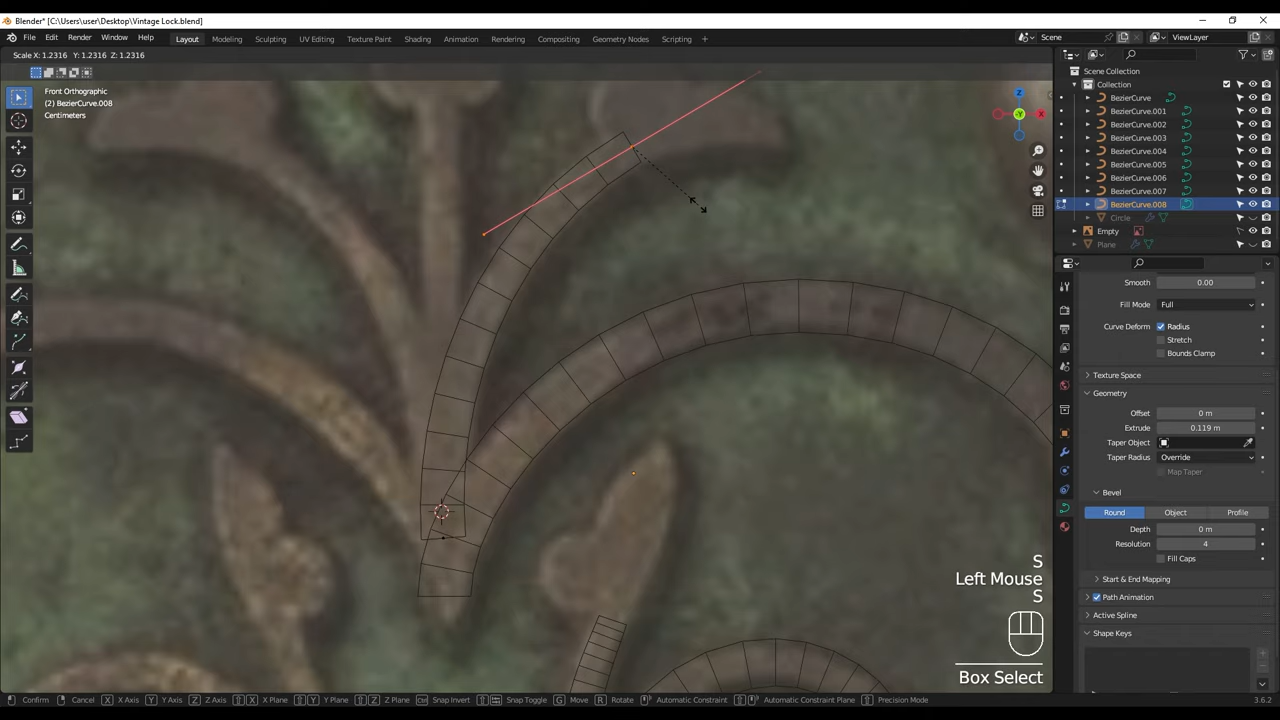 Blender* [C:\Users\user\Desktop\Vintage Lock.blend]
File Edit Render Window Help Layout Modeling Sculpting UV Editing Texture Paint Shading Animation Rendering Compositing Geometry Nodes Scripting + Scene ViewLayer
Scale X: 1.2316 Y: 1.2316 Z: 1.2316
Front Orthographic
(2) BezierCurve.008
Centimeters
Z
Y
X
Scene Collection
Collection
BezierCurve
BezierCurve.001
BezierCurve.002
BezierCurve.003
BezierCurve.004
BezierCurve.005
BezierCurve.006
BezierCurve.007
BezierCurve.008
Circle
Empty
Plane
Smooth 0.00
Fill Mode Full
Curve Deform Radius
Stretch
Bounds Clamp
Texture Space
Geometry
Offset 0 m
Extrude 0.119 m
Taper Object
Taper Radius Override
Map Taper
Bevel
Round Object Profile
Depth 0 m
Resolution 4
Fill Caps
Start & End Mapping
Path Animation
Active Spline
Shape Keys
S
Left Mouse
S
Box Select
Confirm Cancel X X Axis Y Y Axis Z Z Axis X X Plane Y Y Plane Z Z Plane Snap Invert Snap Toggle G Move R Rotate Automatic Constraint Automatic Constraint Plane Precision Mode 3.6.2